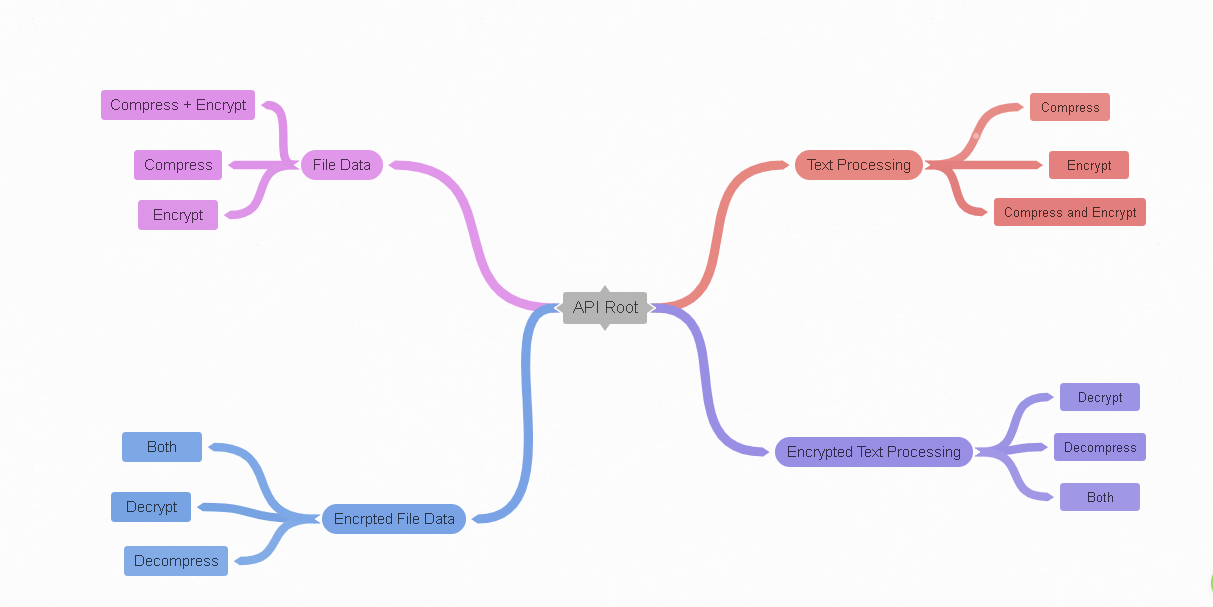 Compress + Encrypt
Compress
Encrypt
File Data
Text Processing
Compress
Encrypt
Compress and Encrypt
API Root
Both
Decrypt
Decompress
Encrpted File Data
Encrypted Text Processing
Decrypt
Decompress
Both